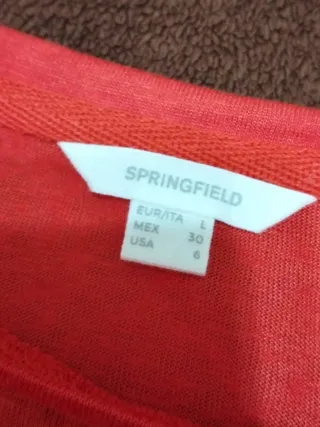 SPRINGFIELD
EUR/ITA L
MEX 30
USA 6